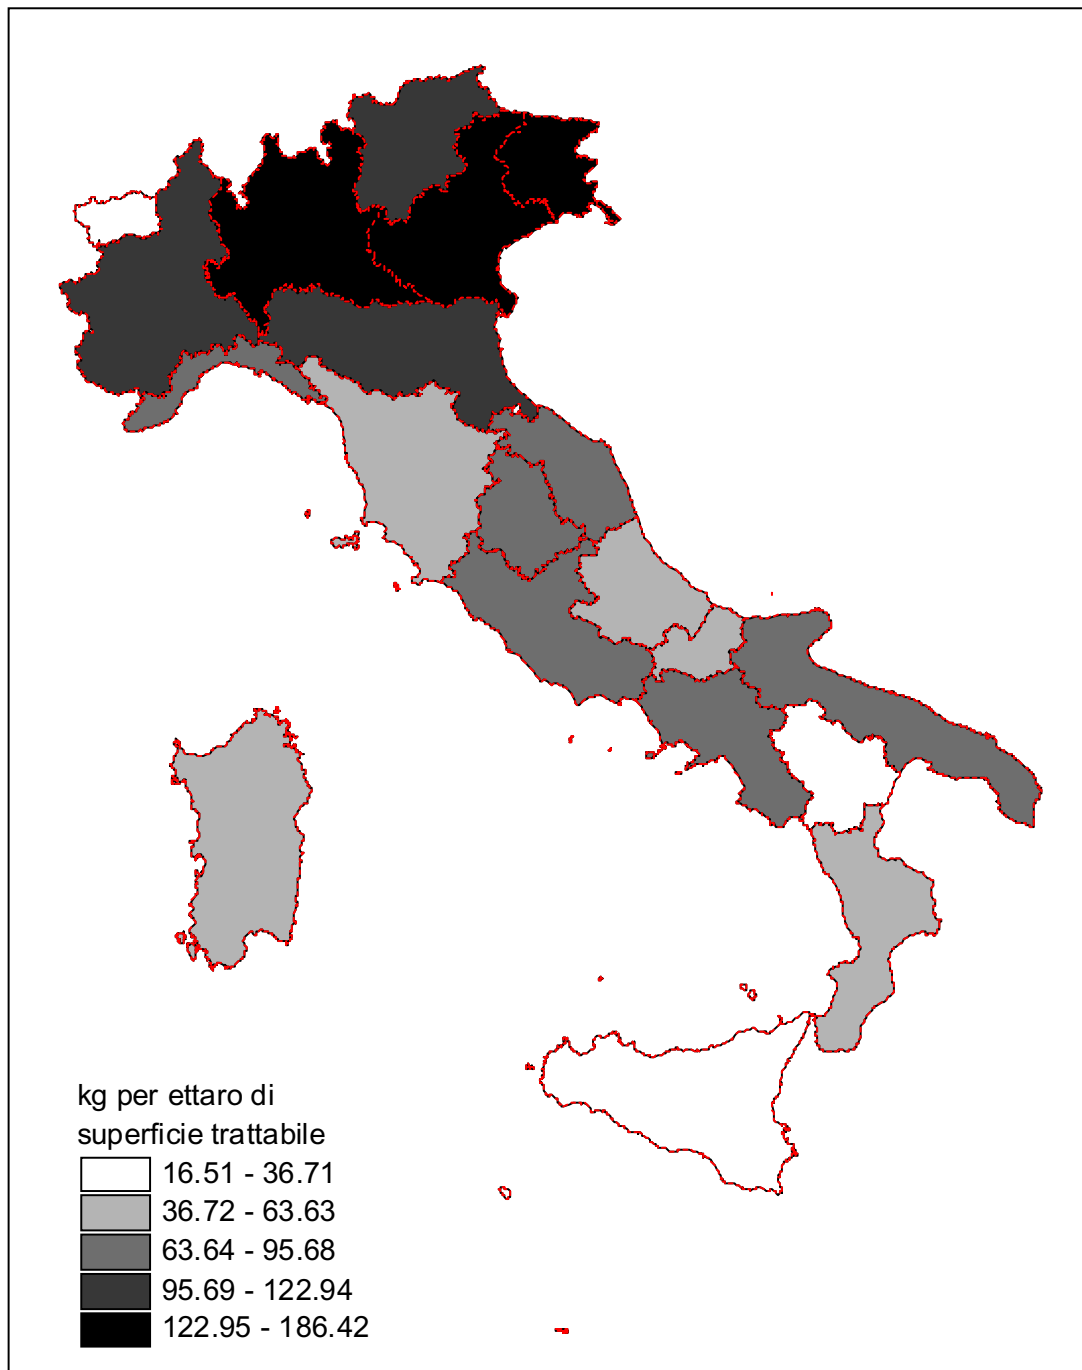 kg per ettaro di
superficie trattabile
16.51 - 36.71
36.72 - 63.63
63.64 - 95.68
95.69 - 122.94
122.95 - 186.42